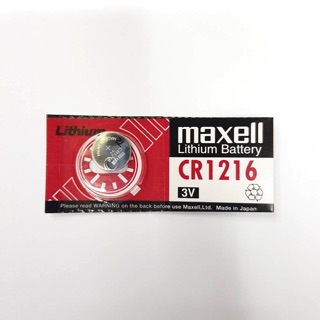 Lithium
maxell
Lithium Battery
CR1216
3V
Please read WARNING on the back before use Maxell,Ltd. Made in Japan